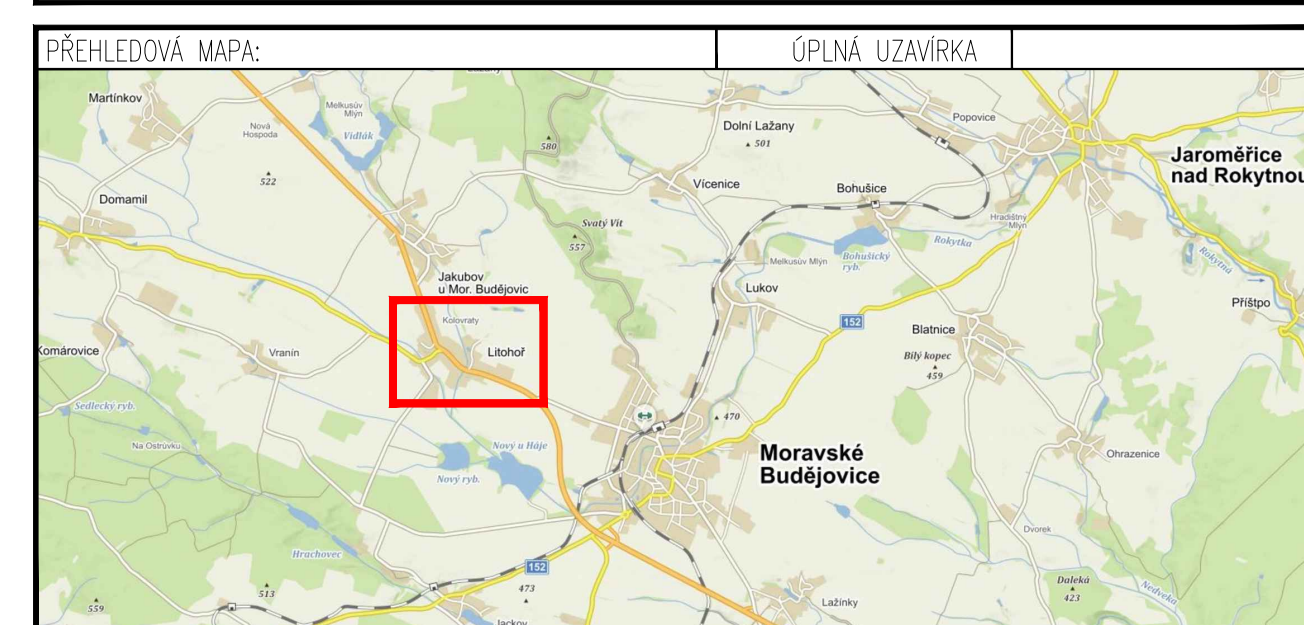 PŘEHLEDOVÁ MAPA:
ÚPLNÁ UZAVÍRKA
Martínkov
Melkusův
Mlýn
Nová
Hospoda
Vidlák
580
Dolní Lažany
501
Popovice
Jaroměřice
nad Rokytnou
522
Vícenice
Bohušice
Domamil
Svatý Vít
557
Hradištný
Mlýn
Rokytka
Rokytná
Melkusův Mlýn
Bohušický
ryb.
Jakubov
u Mor. Budějovic
Lukov
Příštpo
Kolovraty
152
Blatnice
Komárovice
Vranín
Litohoř
Bílý kopec
459
Sedlecký ryb.
470
Na Ostrůvku
Nový u Háje
Moravské
Budějovice
Ohrazenice
Nový ryb.
Dvorek
Hrachovec
152
473
Daleká
423
Nedveka
513
559
Lažínky
Jackov